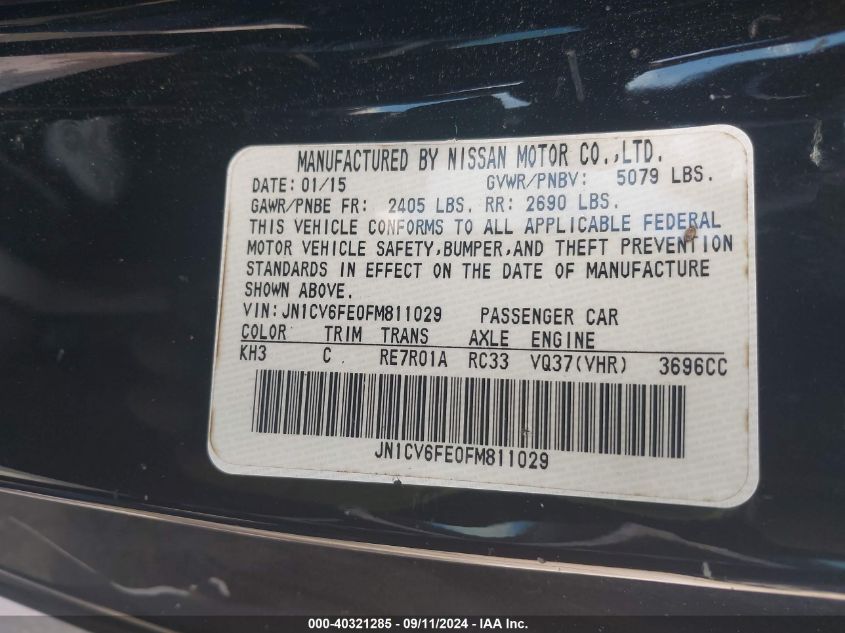 MANUFACTURED BY NISSAN MOTOR CO.,LTD.
DATE: 01/15 GVWR/PNBV: 5079 LBS.
GAWR/PNBE FR: 2405 LBS. RR: 2690 LBS.
THIS VEHICLE CONFORMS TO ALL APPLICABLE FEDERAL
MOTOR VEHICLE SAFETY,BUMPER,AND THEFT PREVENTION
STANDARDS IN EFFECT ON THE DATE OF MANUFACTURE
SHOWN ABOVE.
VIN:JN1CV6FE0FM811029 PASSENGER CAR
COLOR TRIM TRANS AXLE ENGINE
KH3 C RE7R01A RC33 VQ37(VHR) 3696CC
JN1CV6FE0FM811029
000-40321285 - 09/11/2024 - IAA Inc.